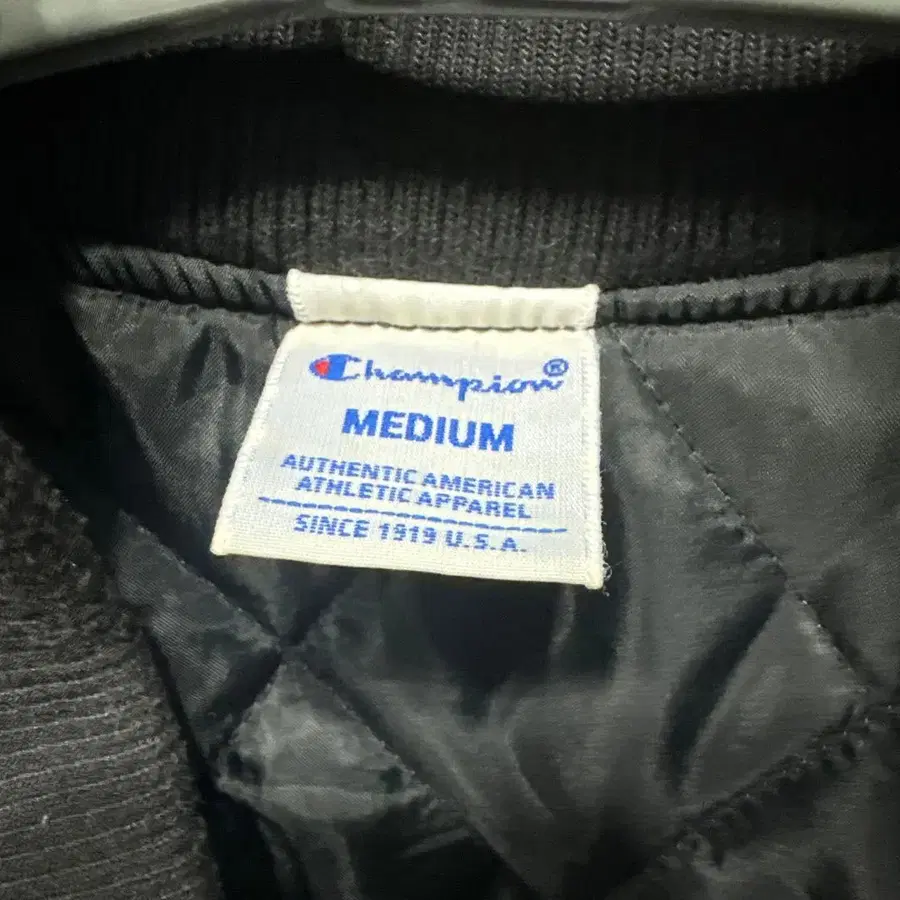 Champion®
MEDIUM
AUTHENTIC AMERICAN
ATHLETIC APPAREL
SINCE 1919 U.S.A.